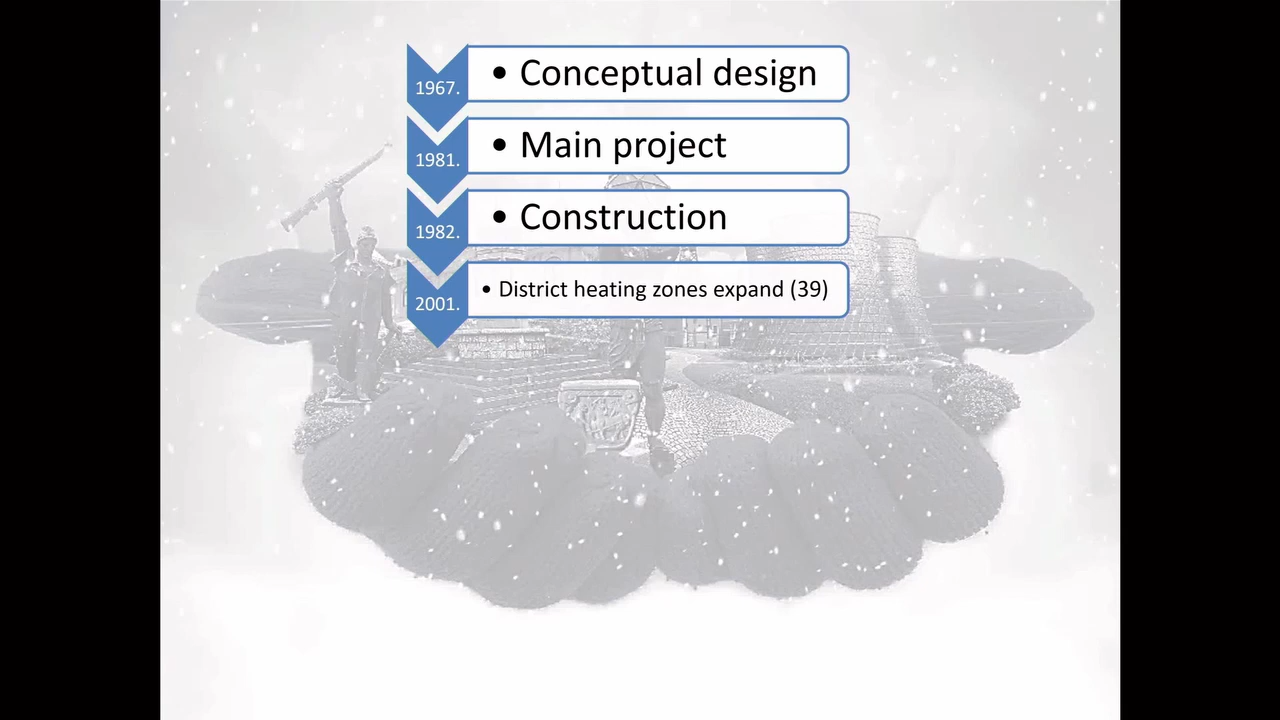 1967.
• Conceptual design
1981.
• Main project
1982.
• Construction
2001.
• District heating zones expand (39)